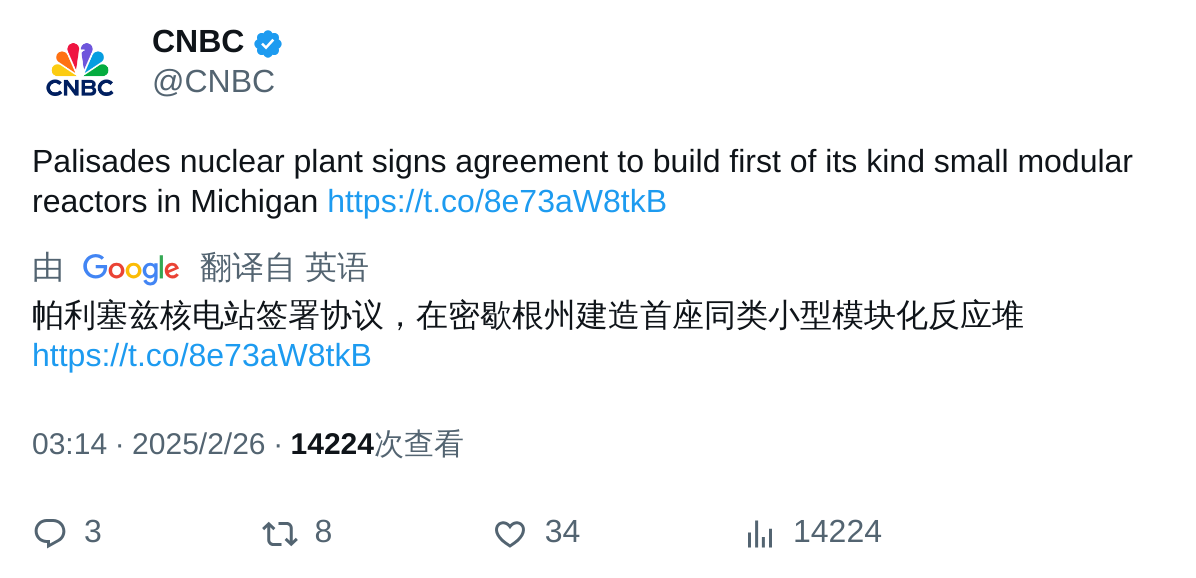 CNBC
CNBC
@CNBC
Palisades nuclear plant signs agreement to build first of its kind small modular
reactors in Michigan https://t.co/8e73aW8tkB
由 Google 翻译自 英语
帕利塞兹核电站签署协议，在密歇根州建造首座同类小型模块化反应堆
https://t.co/8e73aW8tkB
03:14 · 2025/2/26 · 14224次查看
3 8 34 14224